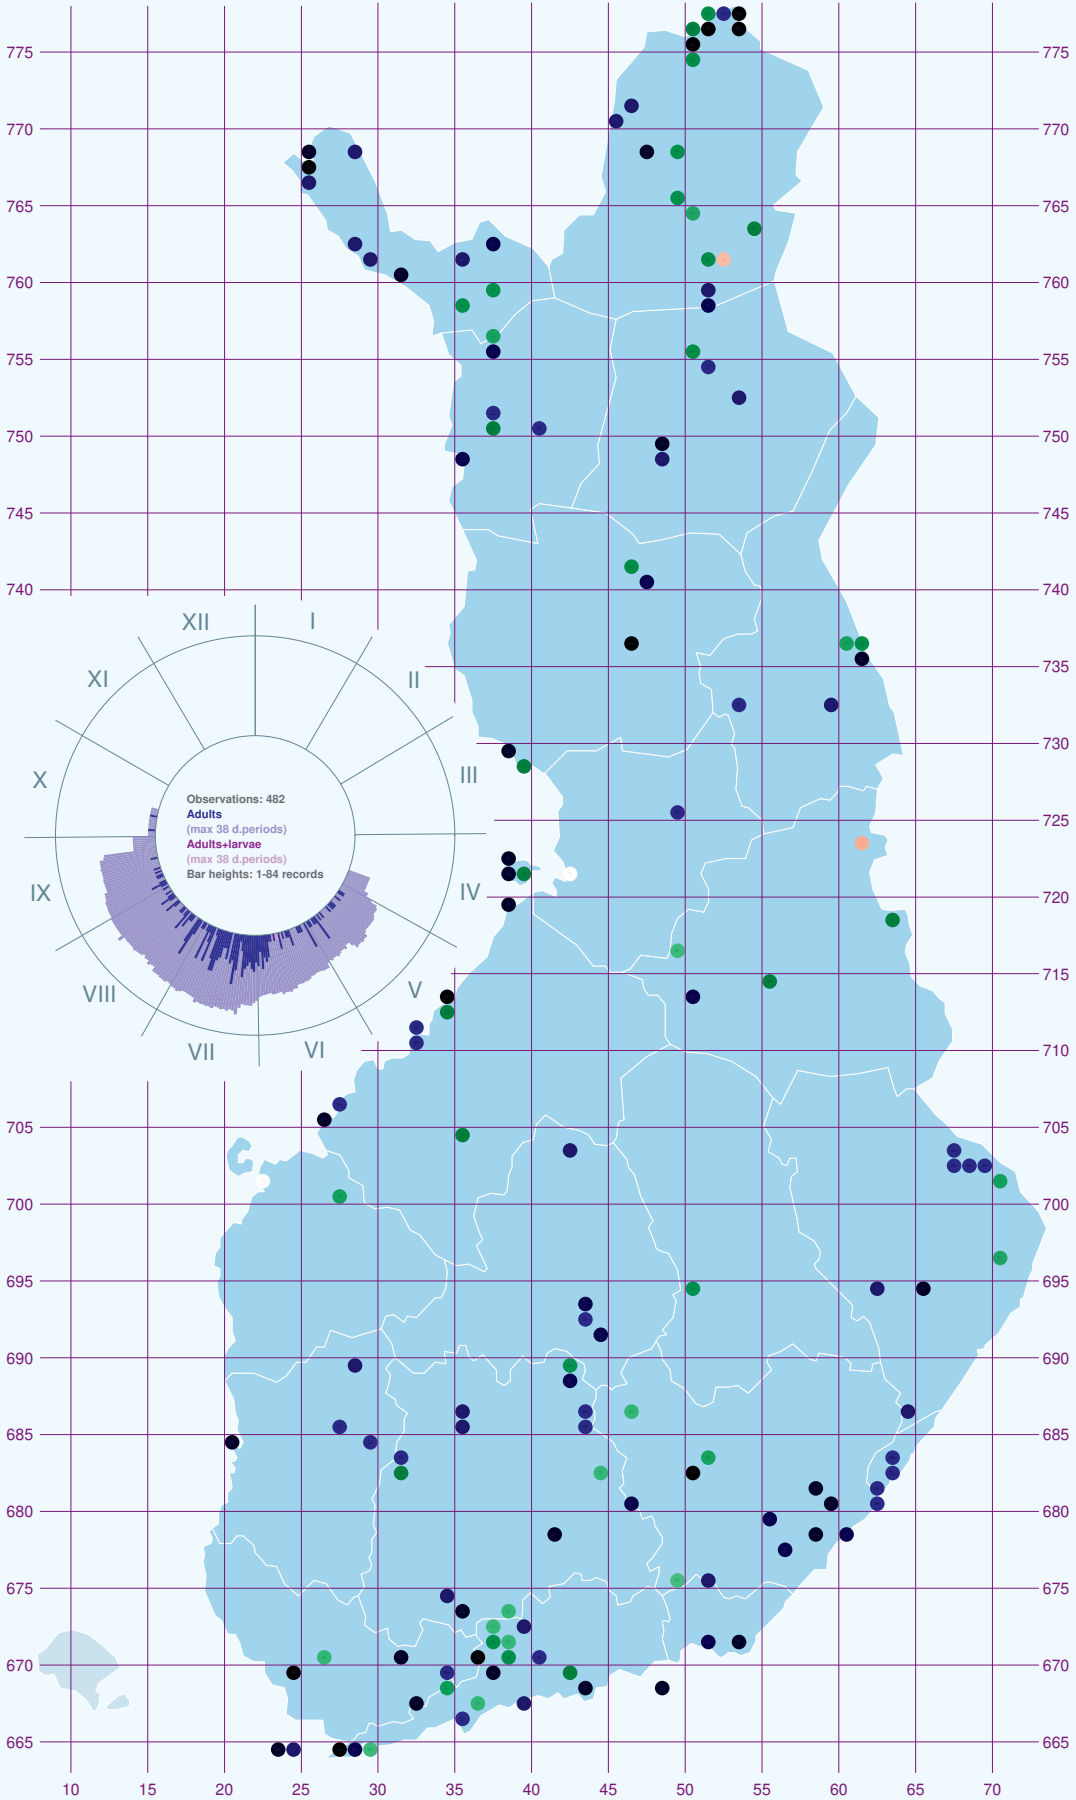 775 775
770 770
765 765
760 760
755 755
750 750
745 745
740 740
XII I
XI II
735 735
730 730
X III
Observations: 482
Adults
(max 38 d.periods)
Adults+larvae
(max 38 d.periods)
Bar heights: 1-84 records
725 
IX IV
720
VIII V
715
VII VI
710
705 705
700 700
695 695
690 690
685 685
680 680
675 675
670 670
665 665
10 15 20 25 30 35 40 45 50 55 60 65 70